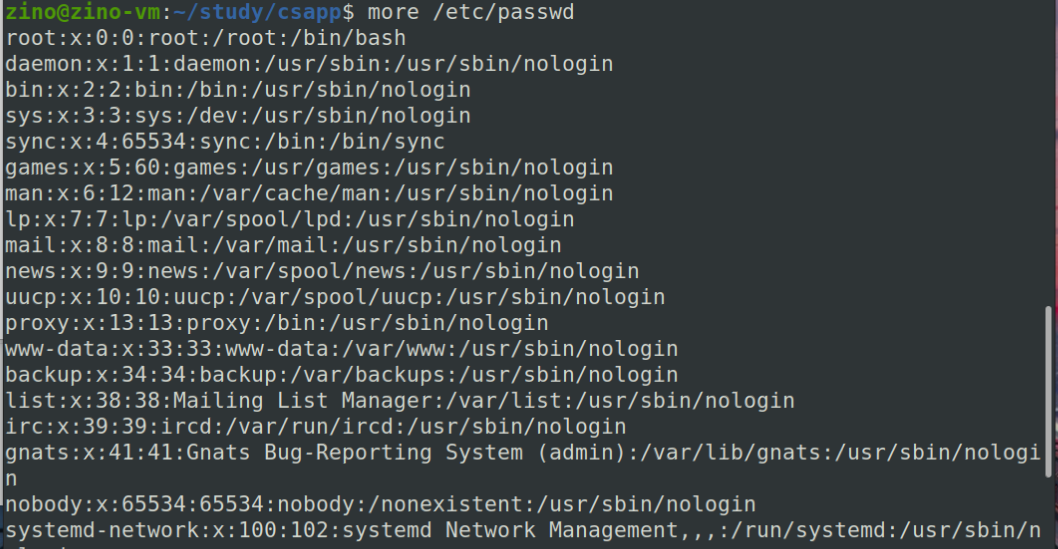 zino@zino-vm:~/study/csapp$ more /etc/passwd
root:x:0:0:root:/root:/bin/bash
daemon:x:1:1:daemon:/usr/sbin:/usr/sbin/nologin
bin:x:2:2:bin:/bin:/usr/sbin/nologin
sys:x:3:3:sys:/dev:/usr/sbin/nologin
sync:x:4:65534:sync:/bin:/bin/sync
games:x:5:60:games:/usr/games:/usr/sbin/nologin
man:x:6:12:man:/var/cache/man:/usr/sbin/nologin
lp:x:7:7:lp:/var/spool/lpd:/usr/sbin/nologin
mail:x:8:8:mail:/var/mail:/usr/sbin/nologin
news:x:9:9:news:/var/spool/news:/usr/sbin/nologin
uucp:x:10:10:uucp:/var/spool/uucp:/usr/sbin/nologin
proxy:x:13:13:proxy:/bin:/usr/sbin/nologin
www-data:x:33:33:www-data:/var/www:/usr/sbin/nologin
backup:x:34:34:backup:/var/backups:/usr/sbin/nologin
list:x:38:38:Mailing List Manager:/var/list:/usr/sbin/nologin
irc:x:39:39:ircd:/var/run/ircd:/usr/sbin/nologin
gnats:x:41:41:Gnats Bug-Reporting System (admin):/var/lib/gnats:/usr/sbin/nologi
n
nobody:x:65534:65534:nobody:/nonexistent:/usr/sbin/nologin
systemd-network:x:100:102:systemd Network Management,,,:/run/systemd:/usr/sbin/n